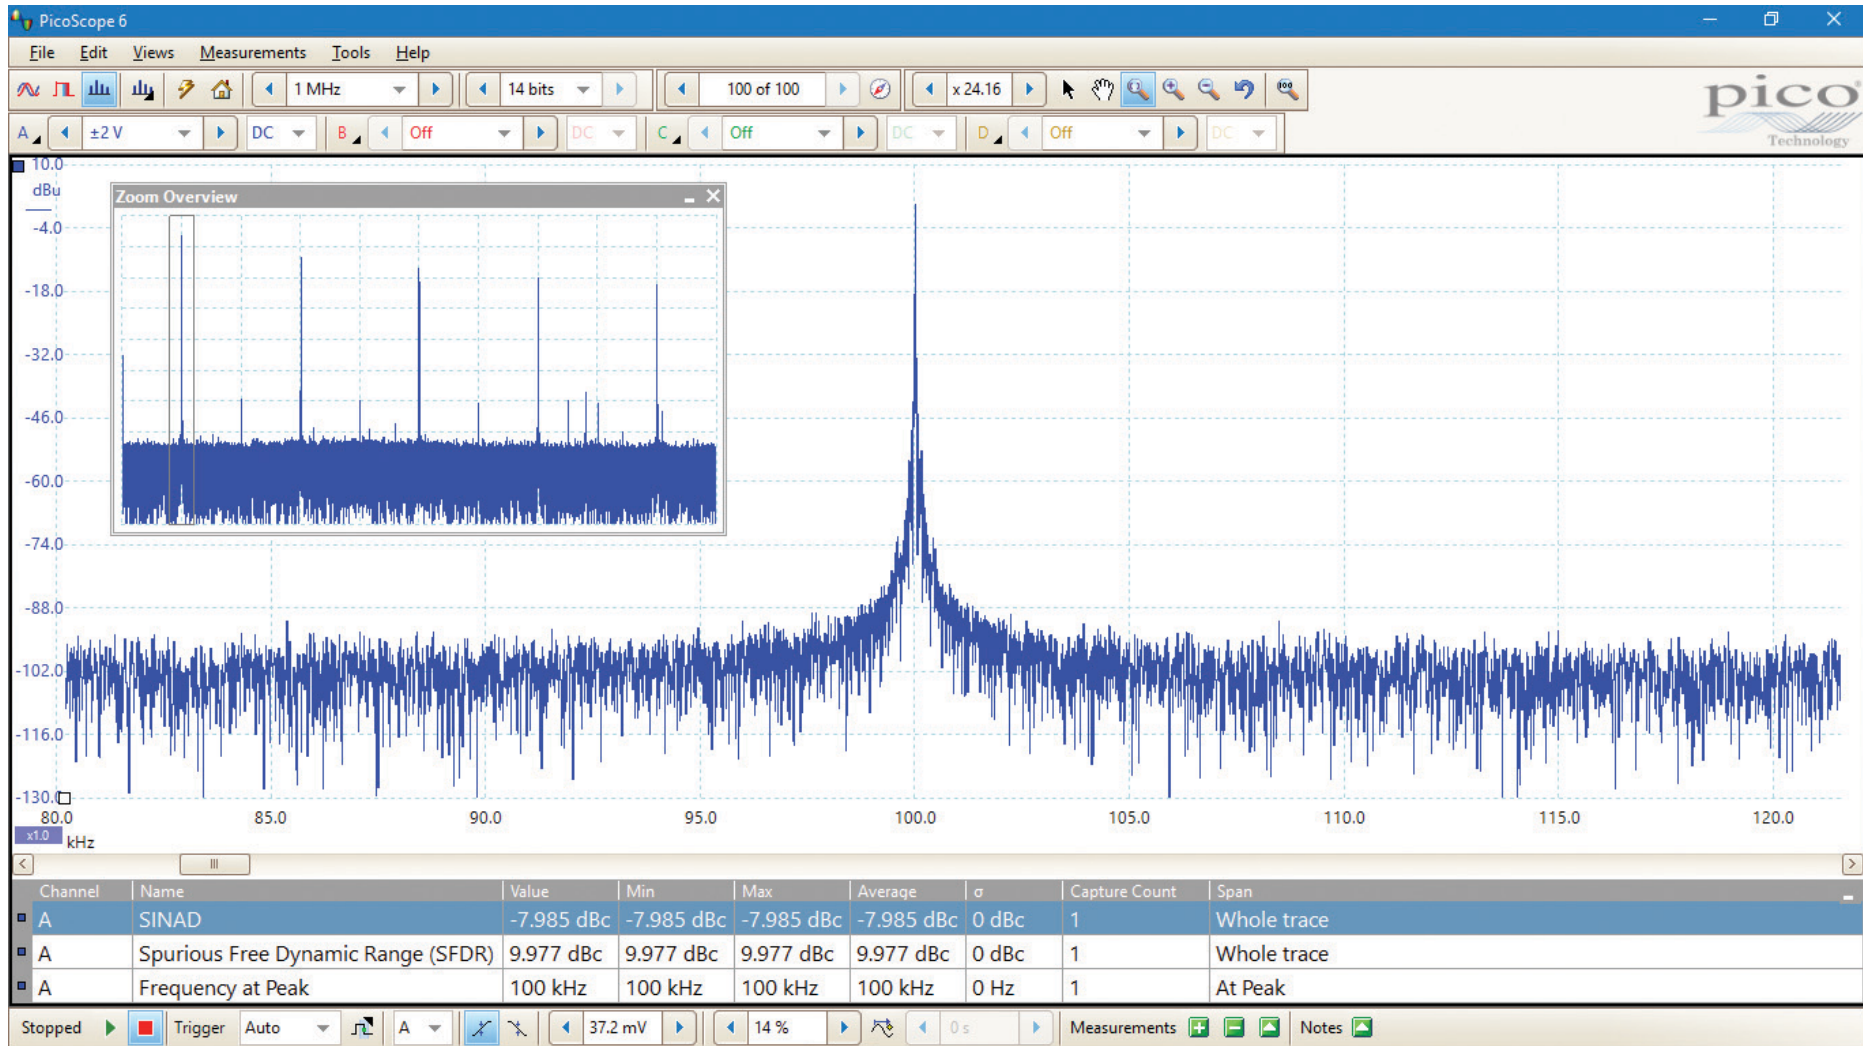 PicoScope 6
File Edit Views Measurements Tools Help
1 MHz 14 bits 100 of 100 x 24.16
pico
Technology
A ±2 V DC B Off DC C Off DC D Off DC
10.0
dBu
-4.0
-18.0
-32.0
-46.0
-60.0
-74.0
-88.0
-102.0
-116.0
-130.0
Zoom Overview
80.0 85.0 90.0 95.0 100.0 105.0 110.0 115.0 120.0
x1.0 kHz
Channel Name Value Min Max Average σ Capture Count Span
A SINAD -7.985 dBc -7.985 dBc -7.985 dBc -7.985 dBc 0 dBc 1 Whole trace
A Spurious Free Dynamic Range (SFDR) 9.977 dBc 9.977 dBc 9.977 dBc 9.977 dBc 0 dBc 1 Whole trace
A Frequency at Peak 100 kHz 100 kHz 100 kHz 100 kHz 0 Hz 1 At Peak
Stopped Trigger Auto A 37.2 mV 14 % 0 s Measurements Notes